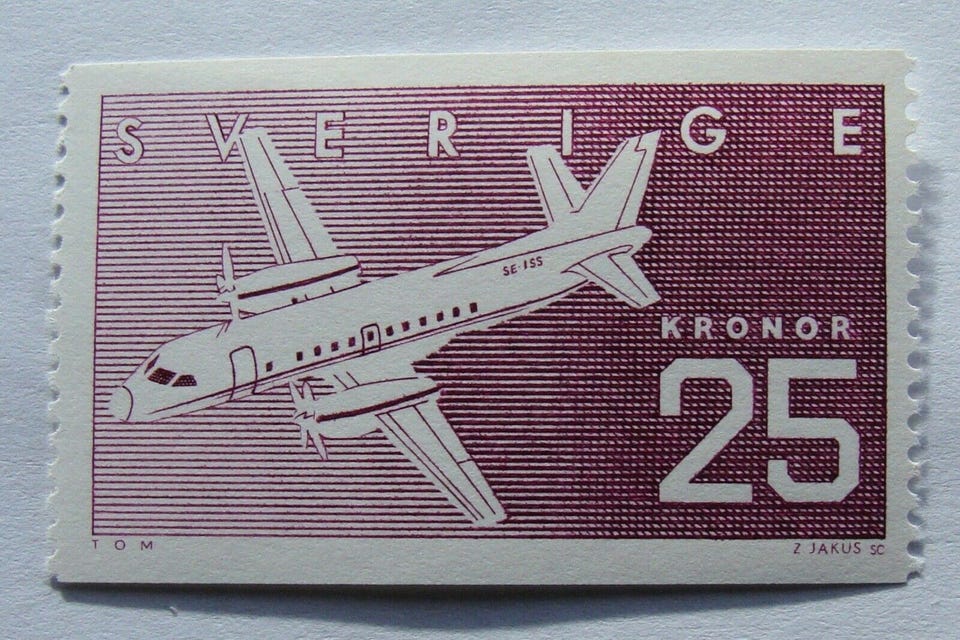 SVERIGE
SE-ISS
KRONOR
25
TOM
Z JAKUS SC